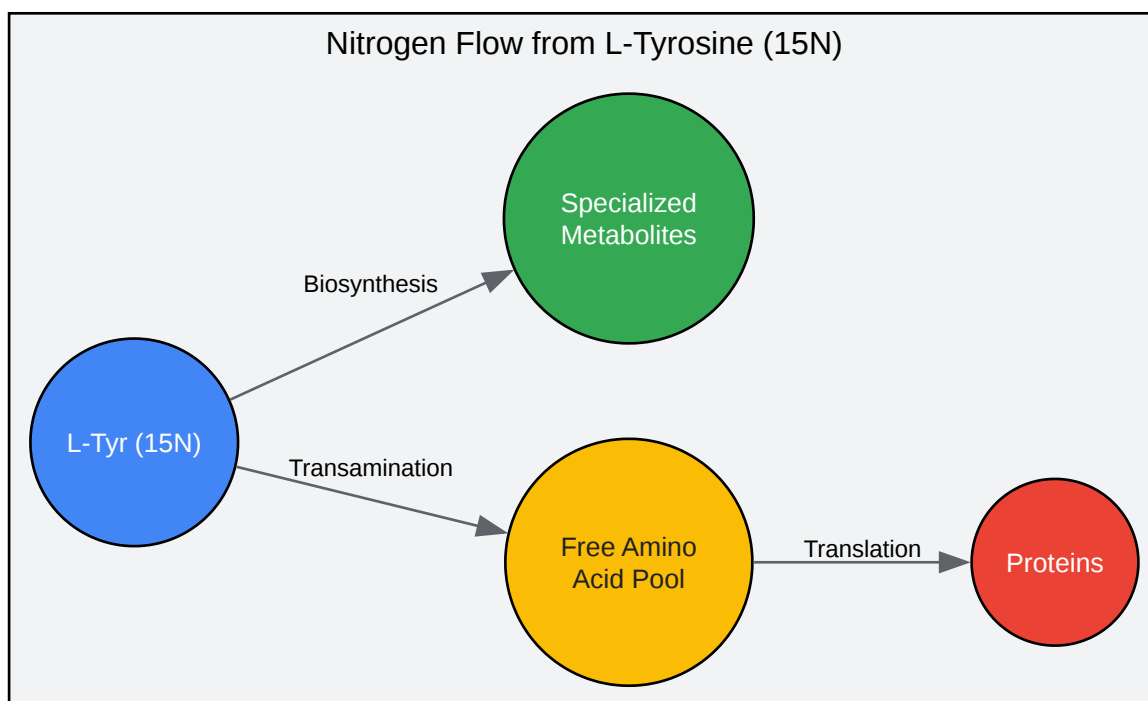 Nitrogen Flow from L-Tyrosine (15N)
Specialized
Metabolites
Biosynthesis
L-Tyr (15N)
Transamination
Free Amino
Acid Pool
Translation
Proteins